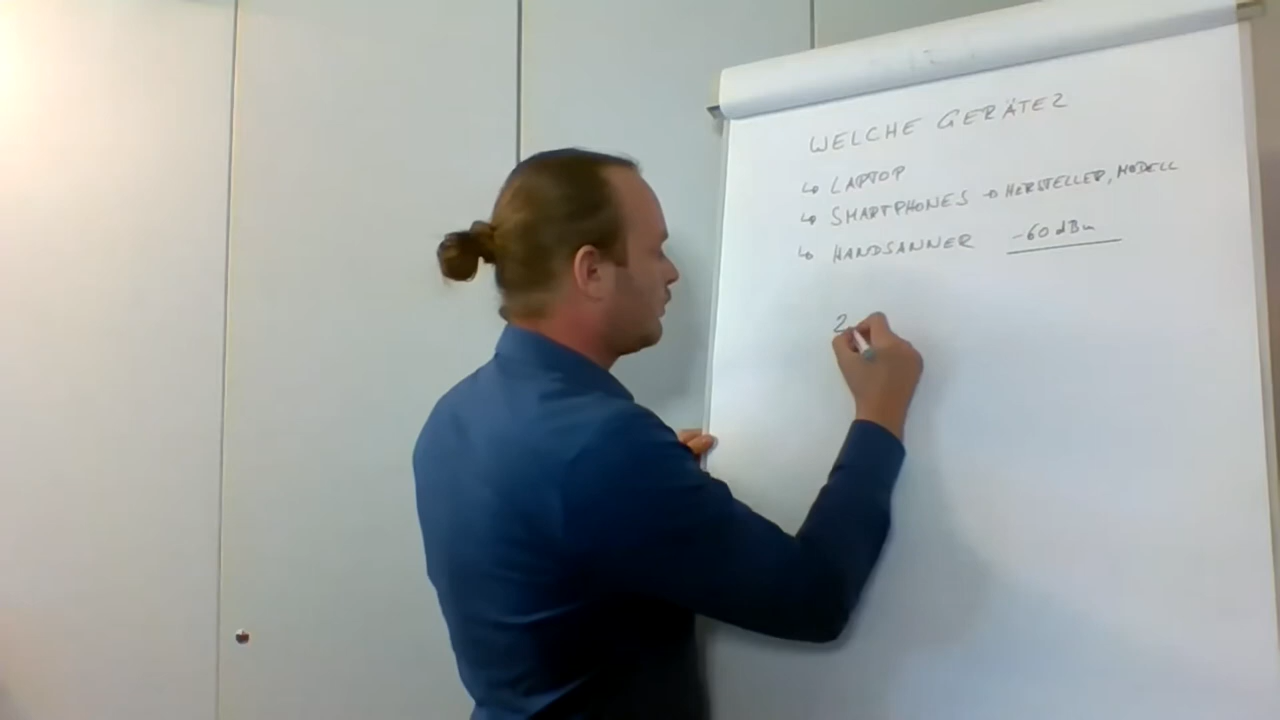 WELCHE GERÄTE?
↳ LAPTOP
↳ SMARTPHONES → HERSTELLER, MODELL
↳ HANDSANNER -60 dBm
2